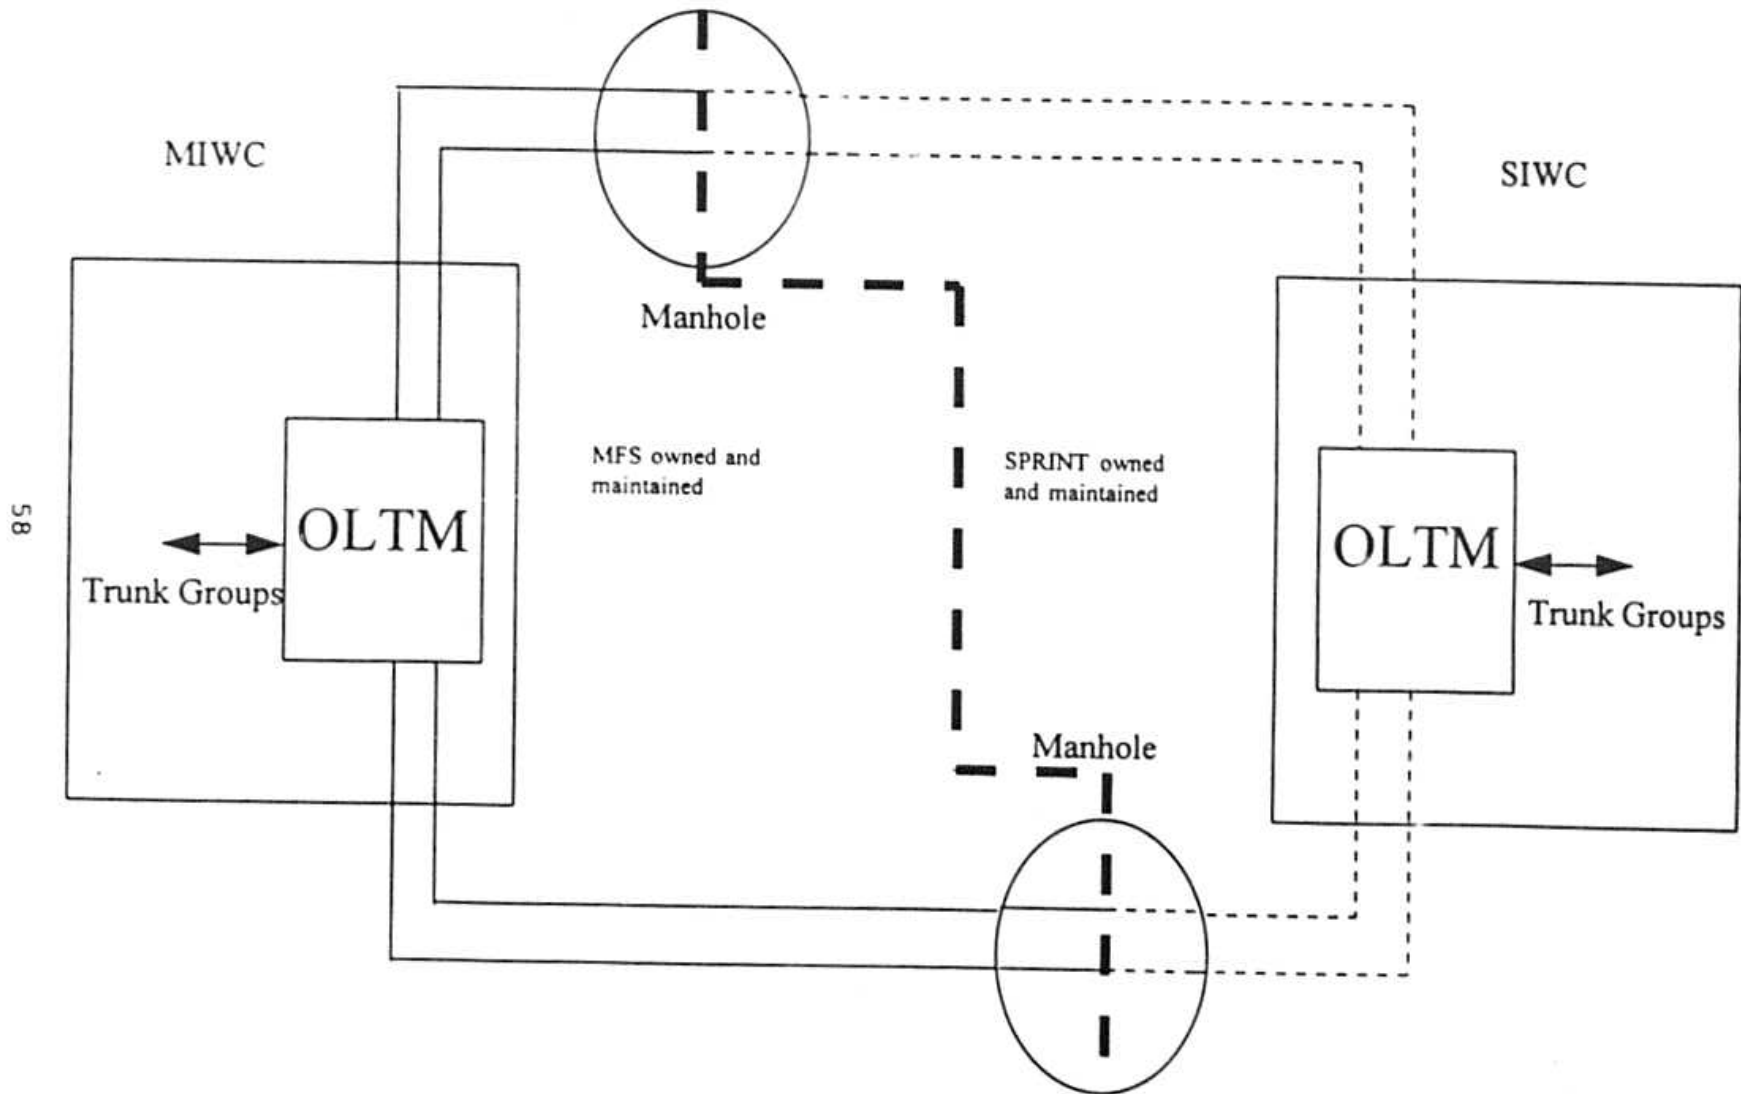 MIWC
SIWC
Manhole
MFS owned and
maintained
SPRINT owned
and maintained
58
OLTM
OLTM
Trunk Groups
Trunk Groups
Manhole